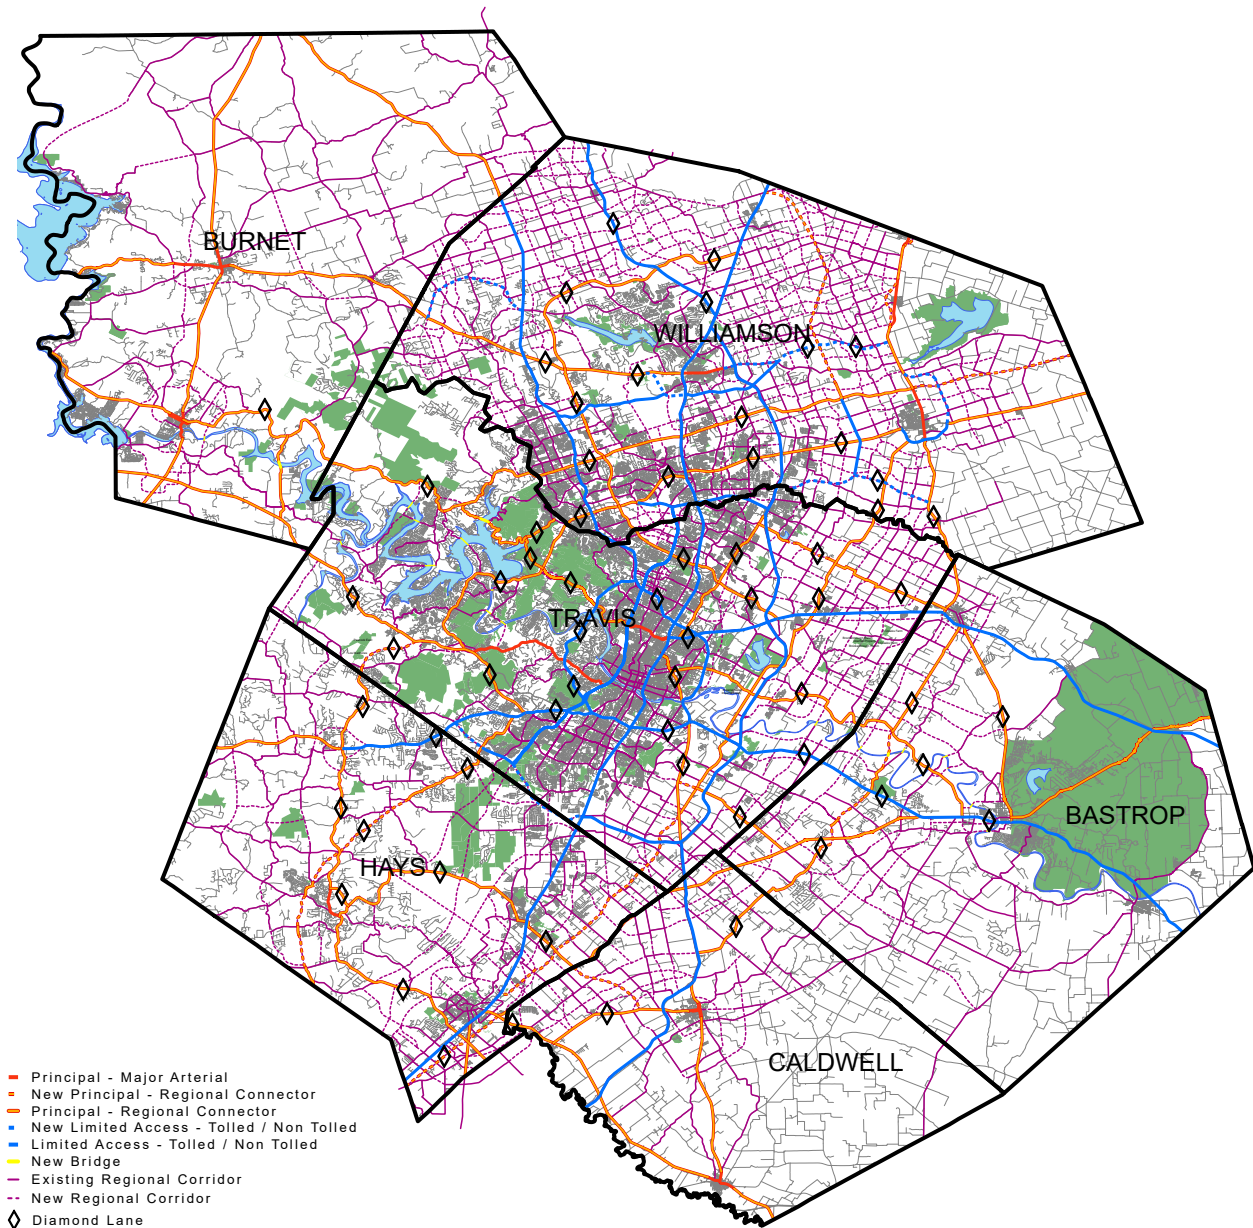 BURNET
WILLIAMSON
TRAVIS
BASTROP
HAYS
CALDWELL
Principal - Major Arterial
New Principal - Regional Connector
Principal - Regional Connector
New Limited Access - Tolled / Non Tolled
Limited Access - Tolled / Non Tolled
New Bridge
Existing Regional Corridor
New Regional Corridor
Diamond Lane